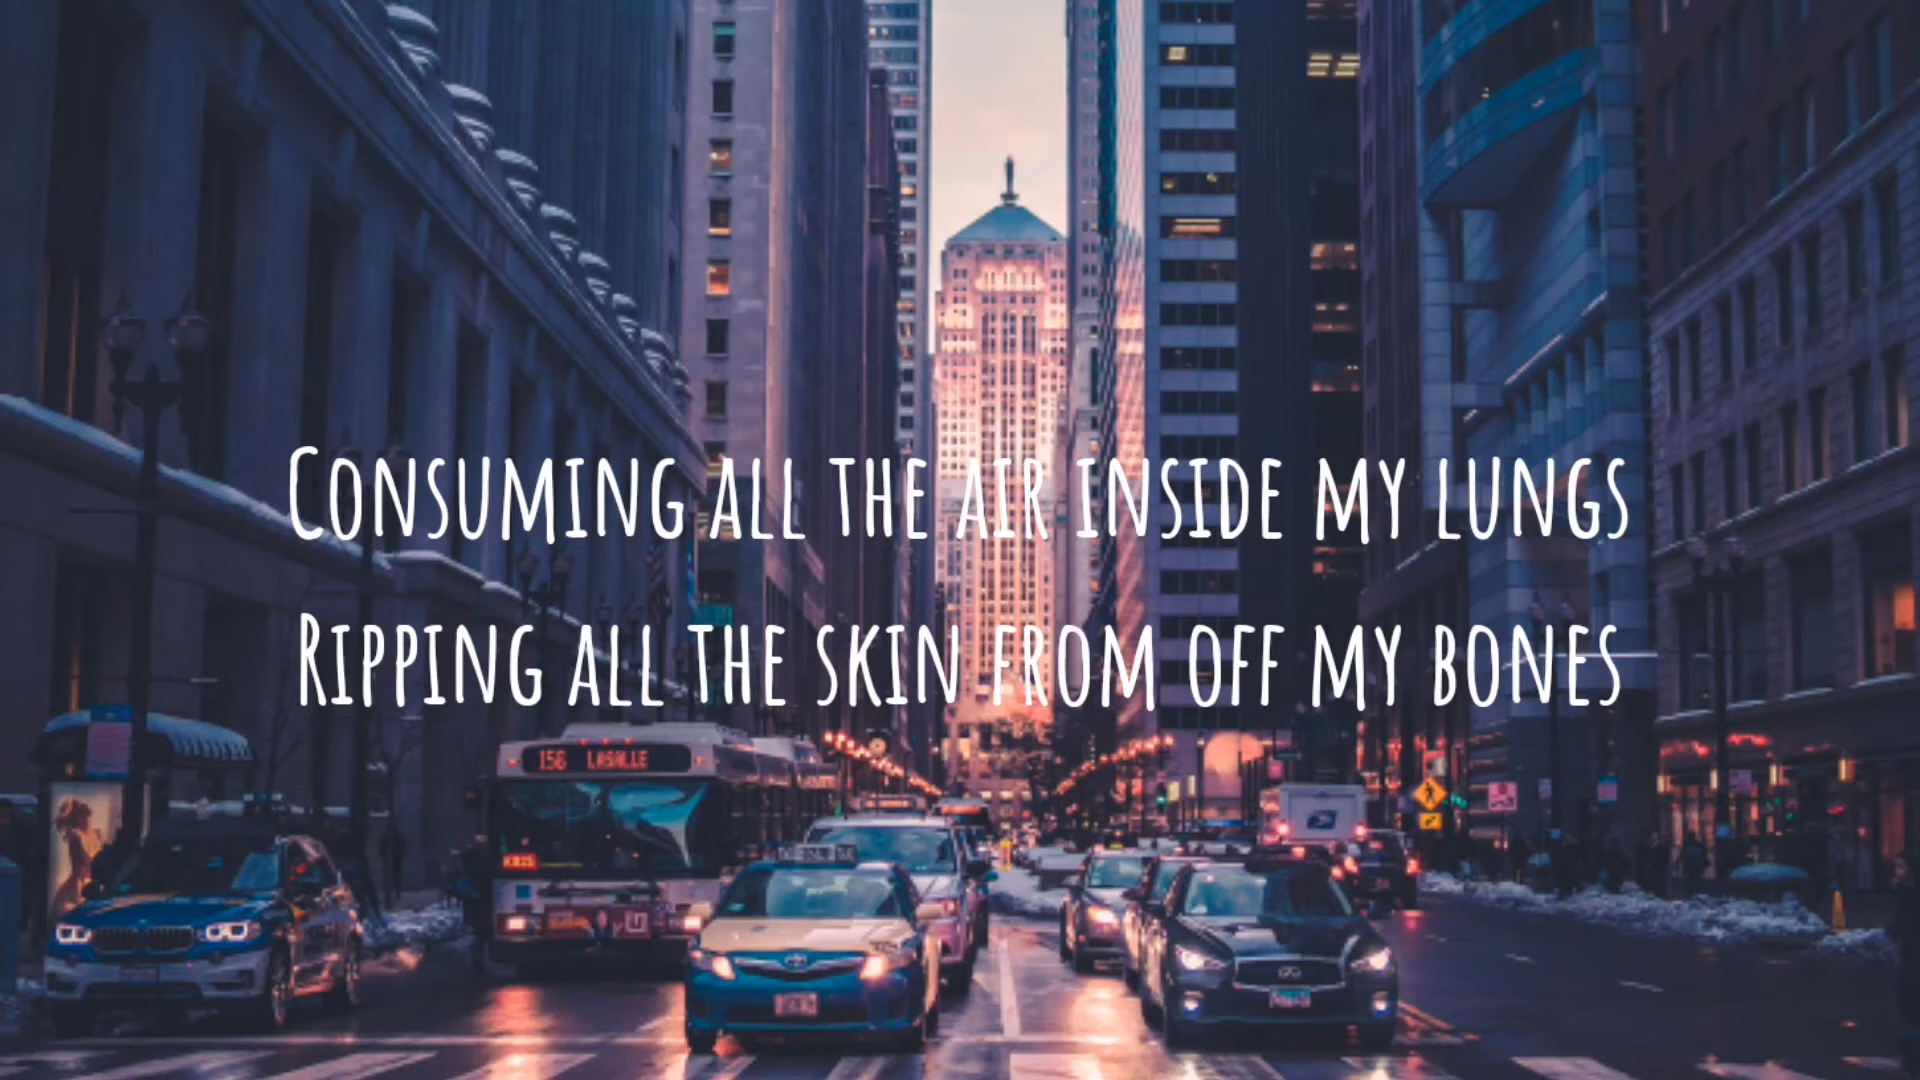 Consuming all the air inside my lungs
Ripping all the skin from off my bones
156 LASALLE